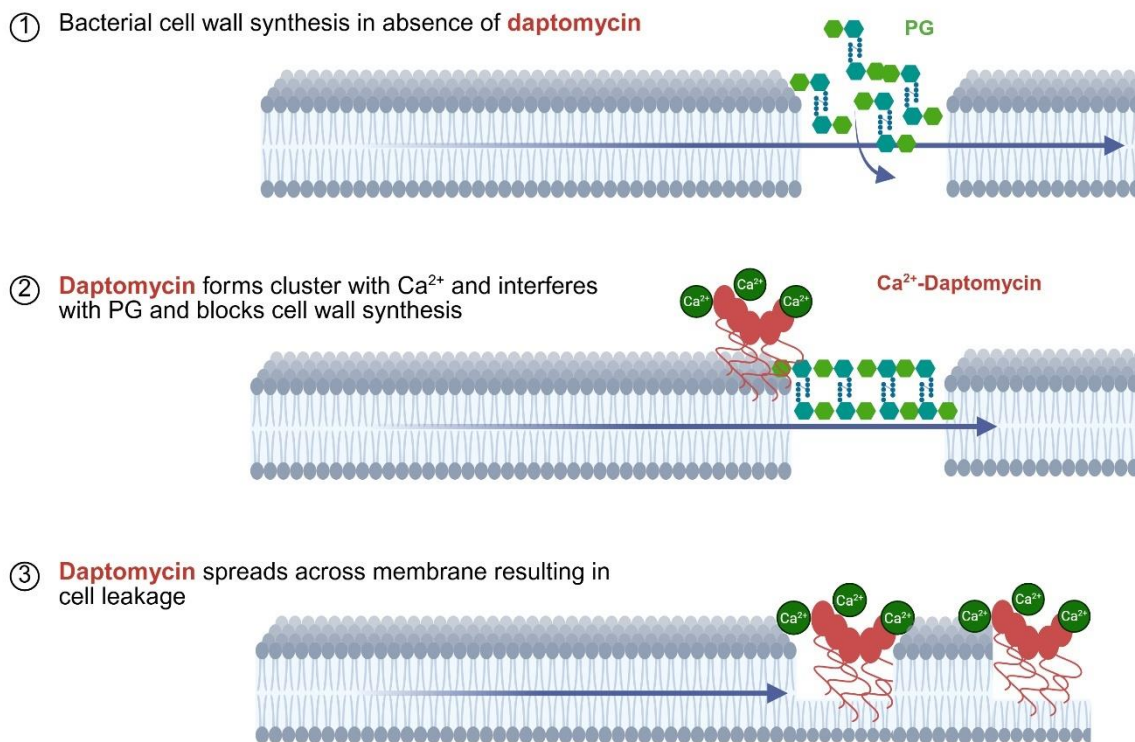 ① Bacterial cell wall synthesis in absence of daptomycin
PG
② Daptomycin forms cluster with Ca²⁺ and interferes
with PG and blocks cell wall synthesis
Ca²⁺-Daptomycin
Ca²⁺
Ca²⁺
Ca²⁺
③ Daptomycin spreads across membrane resulting in
cell leakage
Ca²⁺
Ca²⁺
Ca²⁺
Ca²⁺
Ca²⁺
Ca²⁺